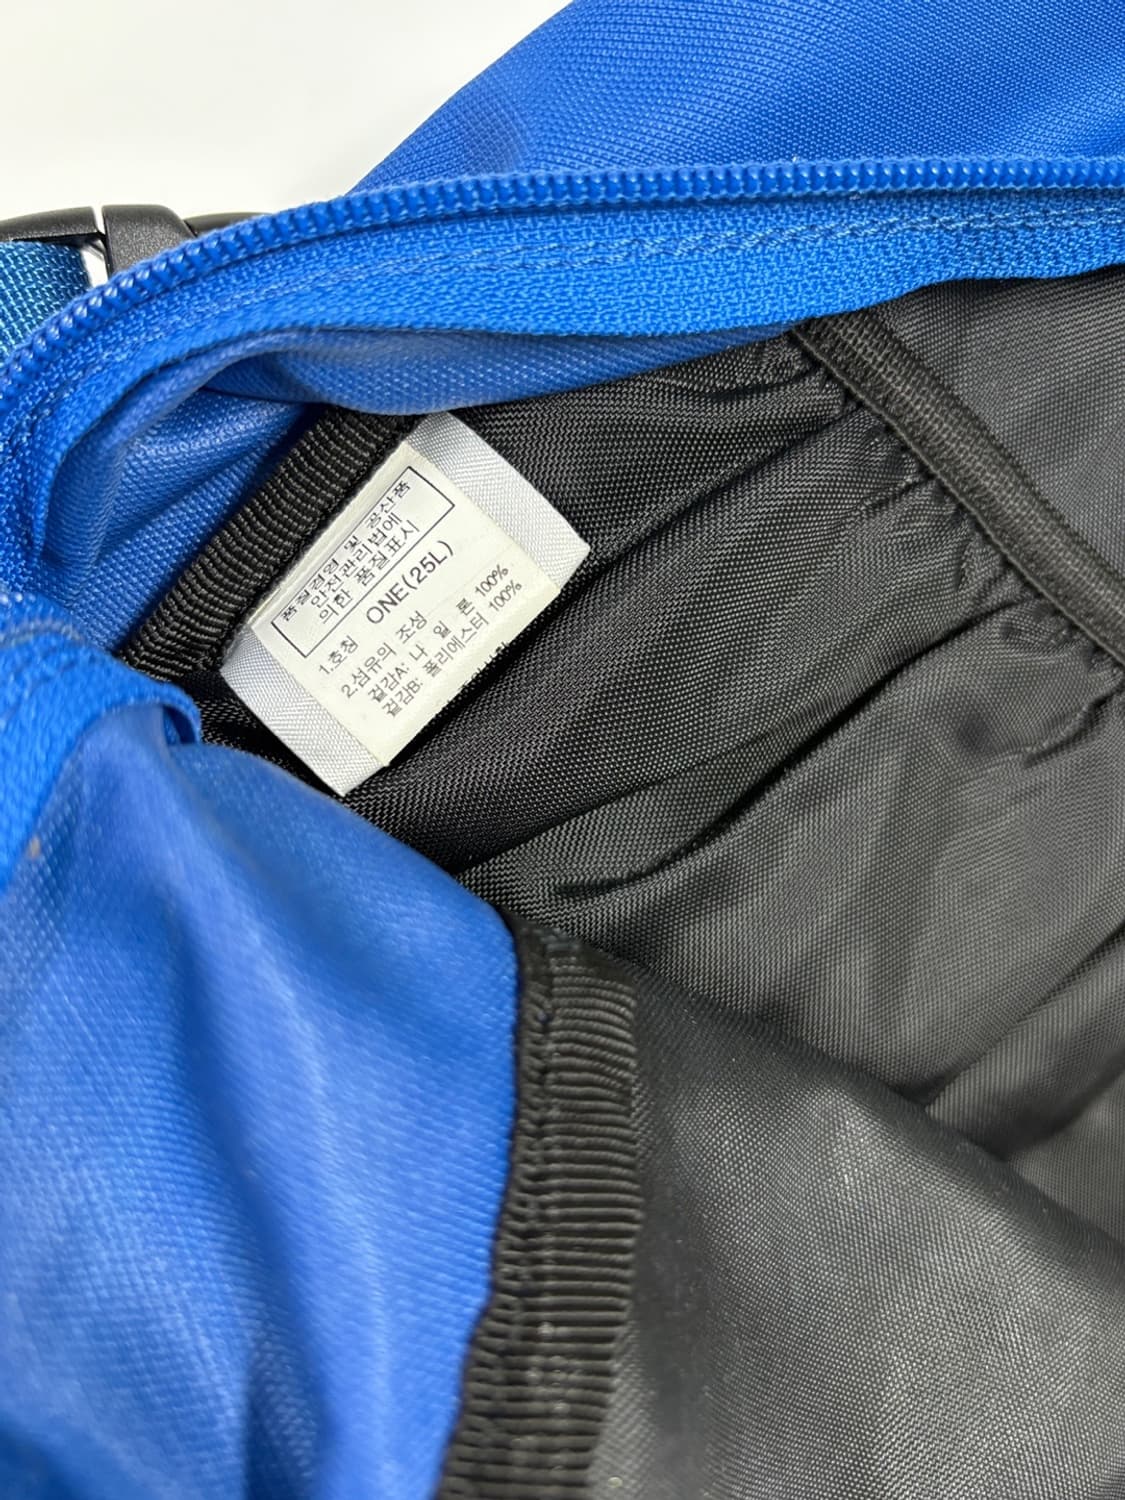 품질경영 및 공산품
안전관리법에
의한 품질표시
1.호칭 ONE(25L)
2.섬유의 조성
겉감A: 나 일 론 100%
겉감B: 폴리에스터 100%